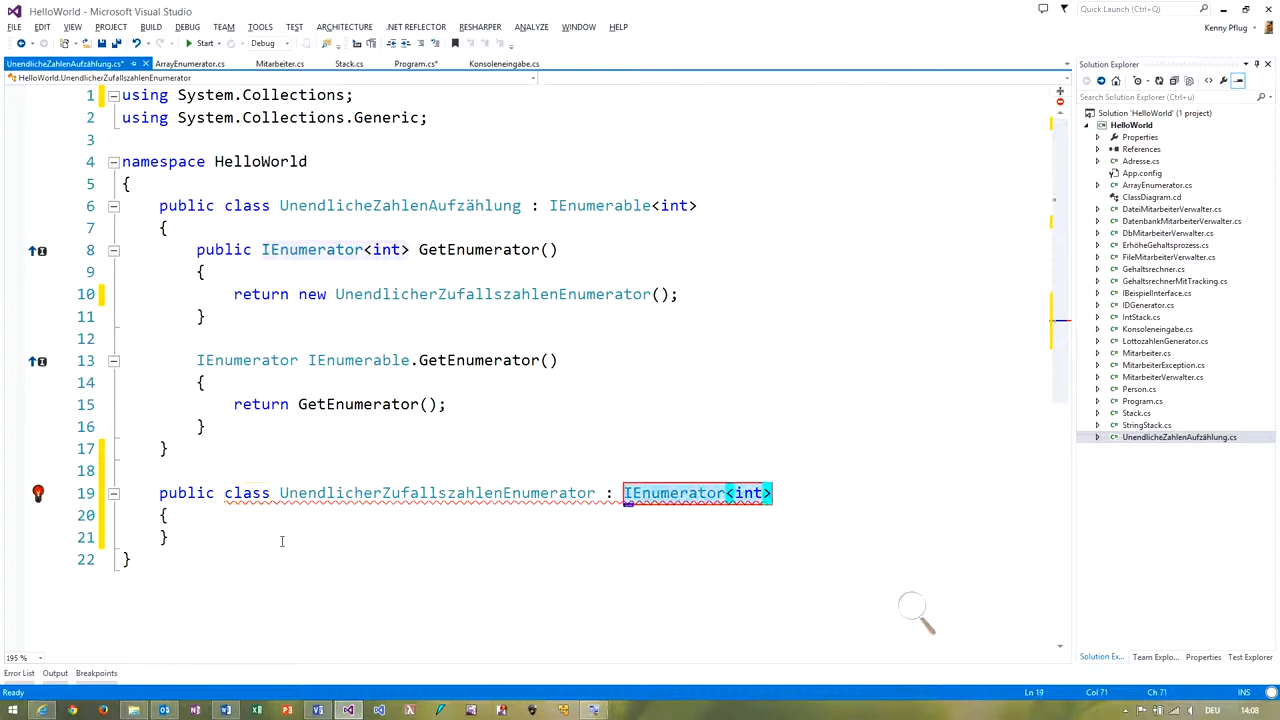 HelloWorld - Microsoft Visual Studio
Quick Launch (Ctrl+Q)
FILE EDIT VIEW PROJECT BUILD DEBUG TEAM TOOLS TEST ARCHITECTURE .NET REFLECTOR RESHARPER ANALYZE WINDOW HELP
Kenny Pflug
Start Debug
UnendlicheZahlenAufzählung.cs* ArrayEnumerator.cs Mitarbeiter.cs Stack.cs Program.cs* Konsoleneingabe.cs
HelloWorld.UnendlicherZufallszahlenEnumerator
1 using System.Collections;
2 using System.Collections.Generic;
3
4 namespace HelloWorld
5 {
6 public class UnendlicheZahlenAufzählung : IEnumerable<int>
7 {
8 public IEnumerator<int> GetEnumerator()
9 {
10 return new UnendlicherZufallszahlenEnumerator();
11 }
12
13 IEnumerator IEnumerable.GetEnumerator()
14 {
15 return GetEnumerator();
16 }
17 }
18
19 public class UnendlicherZufallszahlenEnumerator : IEnumerator<int>
20 {
21 }
22 }
195 %
Solution Explorer
Search Solution Explorer (Ctrl+ü)
Solution 'HelloWorld' (1 project)
HelloWorld
Properties
References
Adresse.cs
App.config
ArrayEnumerator.cs
ClassDiagram.cd
DateiMitarbeiterVerwalter.cs
DatenbankMitarbeiterVerwalter.cs
DbMitarbeiterVerwalter.cs
ErhöheGehaltsprozess.cs
FileMitarbeiterVerwalter.cs
Gehaltsrechner.cs
GehaltsrechnerMitTracking.cs
IBeispielInterface.cs
IDGenerator.cs
IntStack.cs
Konsoleneingabe.cs
LottozahlenGenerator.cs
Mitarbeiter.cs
MitarbeiterException.cs
MitarbeiterVerwalter.cs
Person.cs
Program.cs
Stack.cs
StringStack.cs
UnendlicheZahlenAufzählung.cs
Solution Ex... Team Explo... Properties Test Explorer
Error List Output Breakpoints
Ready Ln 19 Col 71 Ch 71 INS
DEU 14:08